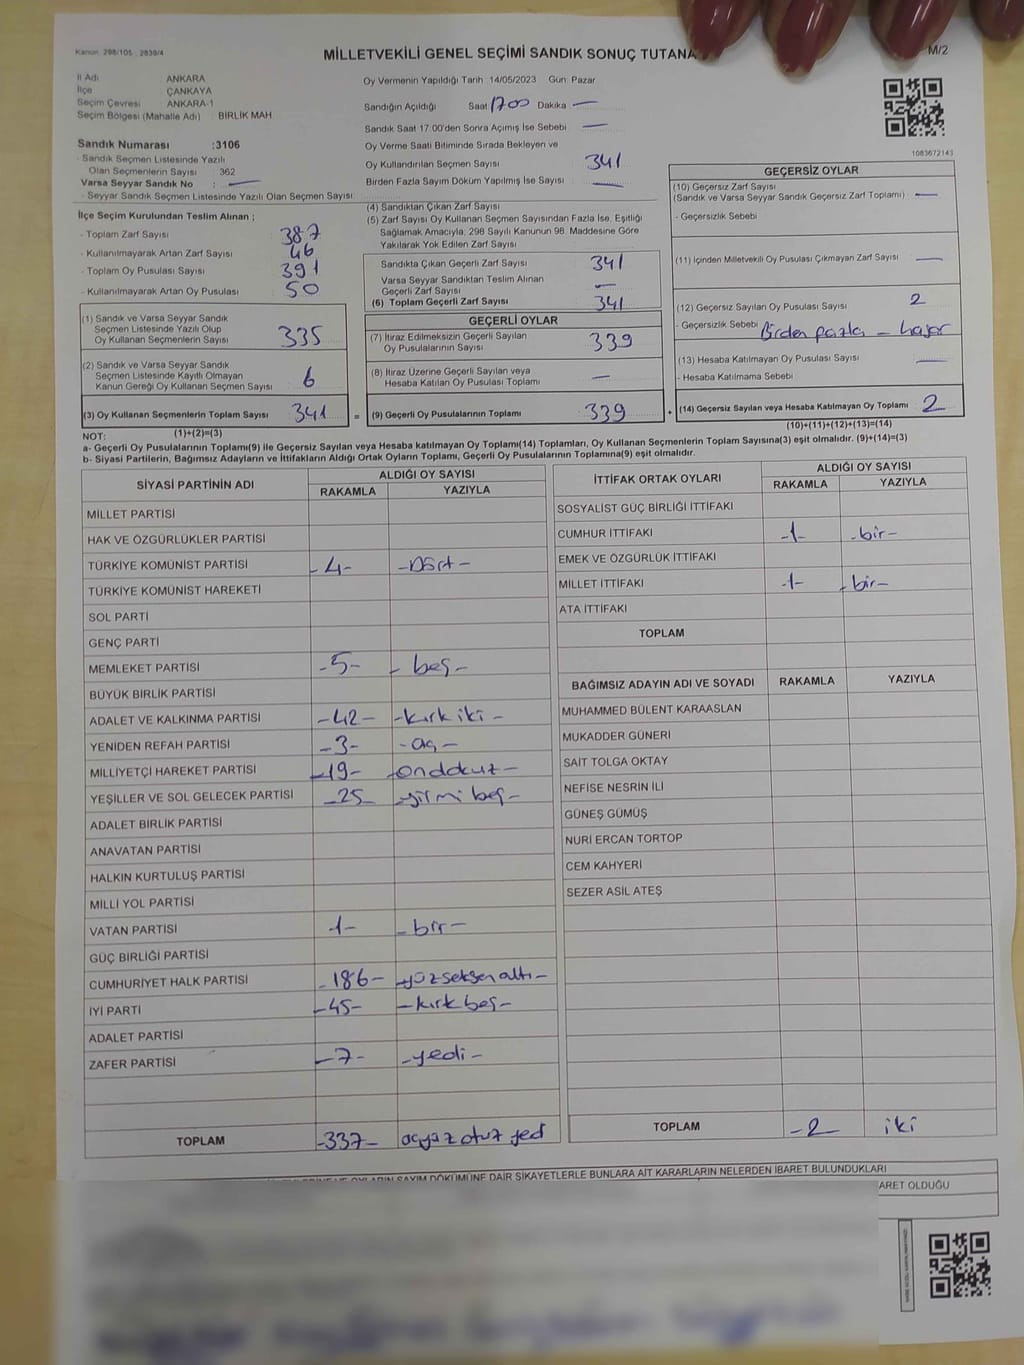 Kanun: 298/105 , 2839/4
MİLLETVEKİLİ GENEL SEÇİMİ SANDIK SONUÇ TUTANA
M/2
İl Adı ANKARA
İlçe ÇANKAYA
Seçim Çevresi ANKARA-1
Seçim Bölgesi (Mahalle Adı) : BİRLİK MAH
Sandık Numarası :3106
- Sandık Seçmen Listesinde Yazılı
Olan Seçmenlerin Sayısı : 362
Varsa Seyyar Sandık No : —
- Seyyar Sandık Seçmen Listesinde Yazılı Olan Seçmen Sayısı
Oy Vermenin Yapıldığı Tarih :14/05/2023 Gün: Pazar
Sandığın Açıldığı Saat 1700 Dakika —
Sandık Saat 17:00'den Sonra Açılmış İse Sebebi —
Oy Verme Saati Bitiminde Sırada Bekleyen ve
Oy Kullandırılan Seçmen Sayısı 341
Birden Fazla Sayım Döküm Yapılmış İse Sayısı —
1083672143
İlçe Seçim Kurulundan Teslim Alınan ;
- Toplam Zarf Sayısı 387
- Kullanılmayarak Artan Zarf Sayısı 46
- Toplam Oy Pusulası Sayısı 391
- Kullanılmayarak Artan Oy Pusulası 50
(1) Sandık ve Varsa Seyyar Sandık
Seçmen Listesinde Yazılı Olup
Oy Kullanan Seçmenlerin Sayısı 335
(2) Sandık ve Varsa Seyyar Sandık
Seçmen Listesinde Kayıtlı Olmayan
Kanun Gereği Oy Kullanan Seçmen Sayısı 6
(3) Oy Kullanan Seçmenlerin Toplam Sayısı 341 =
(1)+(2)=(3)
(4) Sandıktan Çıkan Zarf Sayısı
(5) Zarf Sayısı Oy Kullanan Seçmen Sayısından Fazla İse, Eşitliği
Sağlamak Amacıyla; 298 Sayılı Kanunun 98. Maddesine Göre
Yakılarak Yok Edilen Zarf Sayısı
Sandıkta Çıkan Geçerli Zarf Sayısı 341
Varsa Seyyar Sandıktan Teslim Alınan
Geçerli Zarf Sayısı —
(6) Toplam Geçerli Zarf Sayısı 341
GEÇERLİ OYLAR
(7) İtiraz Edilmeksizin Geçerli Sayılan
Oy Pusulalarının Sayısı 339
(8) İtiraz Üzerine Geçerli Sayılan veya
Hesaba Katılan Oy Pusulası Toplamı —
(9) Geçerli Oy Pusulalarının Toplamı 339 +
GEÇERSİZ OYLAR
(10) Geçersiz Zarf Sayısı
(Sandık ve Varsa Seyyar Sandık Geçersiz Zarf Toplamı) —
- Geçersizlik Sebebi
(11) İçinden Milletvekili Oy Pusulası Çıkmayan Zarf Sayısı —
(12) Geçersiz Sayılan Oy Pusulası Sayısı 2
- Geçersizlik Sebebi Birden fazla —
(13) Hesaba Katılmayan Oy Pusulası Sayısı —
- Hesaba Katılmama Sebebi
(14) Geçersiz Sayılan veya Hesaba Katılmayan Oy Toplamı 2
(10)+(11)+(12)+(13)=(14)
NOT:
a- Geçerli Oy Pusulalarının Toplamı(9) ile Geçersiz Sayılan veya Hesaba katılmayan Oy Toplamı(14) Toplamları, Oy Kullanan Seçmenlerin Toplam Sayısına(3) eşit olmalıdır. (9)+(14)=(3)
b- Siyasi Partilerin, Bağımsız Adayların ve İttifakların Aldığı Ortak Oyların Toplamı, Geçerli Oy Pusulalarının Toplamına(9) eşit olmalıdır.
SİYASİ PARTİNİN ADI ALDIĞI OY SAYISI
RAKAMLA YAZIYLA
MİLLET PARTİSİ
HAK VE ÖZGÜRLÜKLER PARTİSİ
TÜRKİYE KOMÜNİST PARTİSİ -4- -Dört-
TÜRKİYE KOMÜNİST HAREKETİ
SOL PARTİ
GENÇ PARTİ
MEMLEKET PARTİSİ -5- - beş-
BÜYÜK BİRLİK PARTİSİ
ADALET VE KALKINMA PARTİSİ -42- -kırk iki -
YENİDEN REFAH PARTİSİ -3- - üç -
MİLLİYETÇİ HAREKET PARTİSİ -19- -ondokuz-
YEŞİLLER VE SOL GELECEK PARTİSİ -25- -yirmi beş-
ADALET BİRLİK PARTİSİ
ANAVATAN PARTİSİ
HALKIN KURTULUŞ PARTİSİ
MİLLİ YOL PARTİSİ
VATAN PARTİSİ -1- -bir-
GÜÇ BİRLİĞİ PARTİSİ
CUMHURİYET HALK PARTİSİ -186- -yüz seksen altı-
İYİ PARTİ -45- -kırk beş-
ADALET PARTİSİ
ZAFER PARTİSİ -7- -yedi-
TOPLAM -337- üçyüz otuz yedi
İTTİFAK ORTAK OYLARI ALDIĞI OY SAYISI
RAKAMLA YAZIYLA
SOSYALİST GÜÇ BİRLİĞİ İTTİFAKI
CUMHUR İTTİFAKI -1- -bir-
EMEK VE ÖZGÜRLÜK İTTİFAKI
MİLLET İTTİFAKI -1- -bir-
ATA İTTİFAKI
TOPLAM
BAĞIMSIZ ADAYIN ADI VE SOYADI RAKAMLA YAZIYLA
MUHAMMED BÜLENT KARAASLAN
MUKADDER GÜNERİ
SAİT TOLGA OKTAY
NEFİSE NESRİN İLİ
GÜNEŞ GÜMÜŞ
NURİ ERCAN TORTOP
CEM KAHYERİ
SEZER ASİL ATEŞ
TOPLAM -2- iki
SAYIM DÖKÜMÜNE DAİR ŞİKAYETLERLE BUNLARA AİT KARARLARIN NELERDEN İBARET BULUNDUKLARI
ARET OLDUĞU